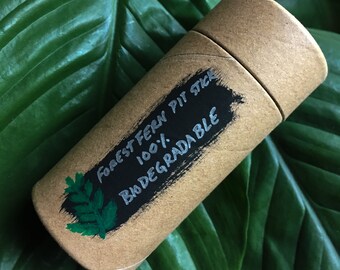 FOREST FERN PIT STICK
100%
BIODEGRADABLE